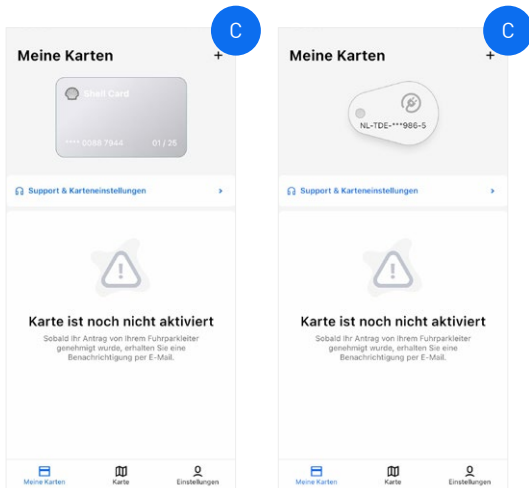 C
Meine Karten
+
Shell Card
**** 0088 7944 01 / 26
Support & Karteneinstellungen
Karte ist noch nicht aktiviert
Sobald Ihr Antrag von Ihrem Fuhrparkleiter
genehmigt wurde, erhalten Sie eine
Benachrichtigung per E-Mail.
Meine Karten Karte Einstellungen
C
Meine Karten
+
NL-TDE-***986-5
Support & Karteneinstellungen
Karte ist noch nicht aktiviert
Sobald Ihr Antrag von Ihrem Fuhrparkleiter
genehmigt wurde, erhalten Sie eine
Benachrichtigung per E-Mail.
Meine Karten Karte Einstellungen